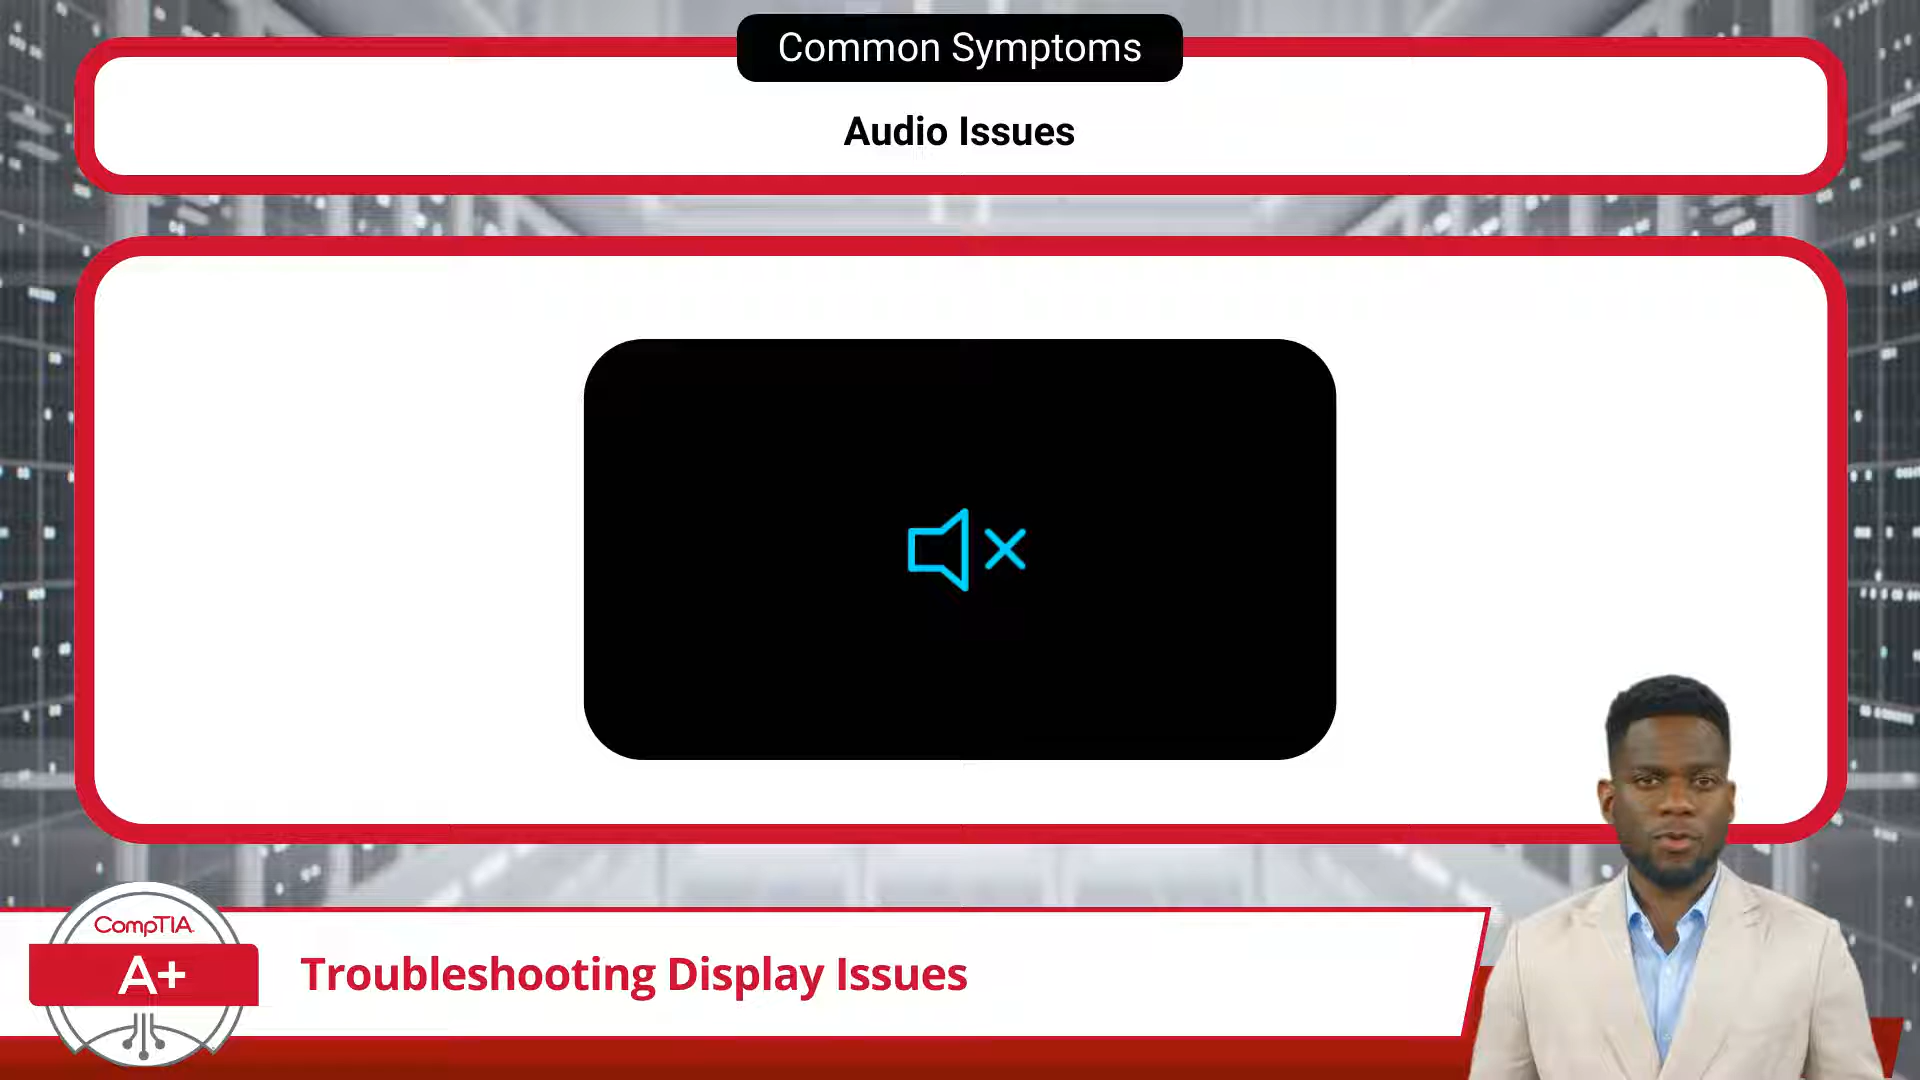 Common Symptoms
Audio Issues
CompTIA.
A+
Troubleshooting Display Issues